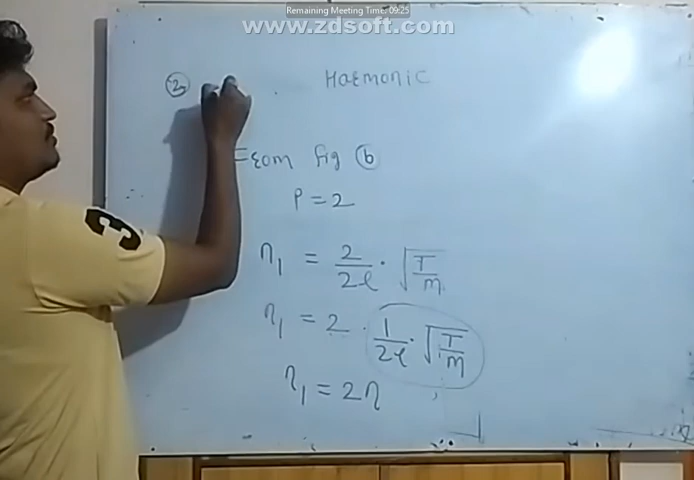 Remaining Meeting Time: 09:25
www.zdsoft.com
② Harmonic
From fig ⓑ
P = 2
n₁ = 2/2ℓ · √(T/m)
n₁ = 2 · 1/2ℓ · √(T/m)
n₁ = 2n
3